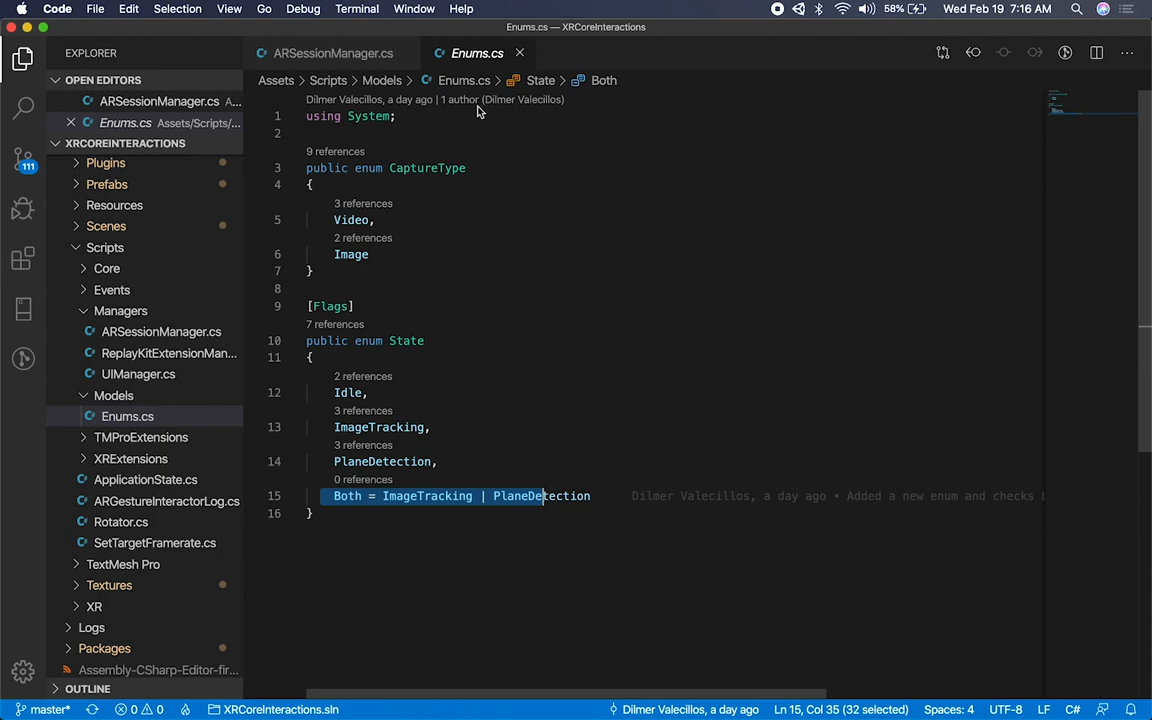 Code File Edit Selection View Go Debug Terminal Window Help 58% Wed Feb 19 7:16 AM
Enums.cs — XRCoreInteractions
EXPLORER
ARSessionManager.cs
Enums.cs
OPEN EDITORS
ARSessionManager.cs A...
Enums.cs Assets/Scripts/...
XRCOREINTERACTIONS
Plugins
Prefabs
Resources
Scenes
Scripts
Core
Events
Managers
ARSessionManager.cs
ReplayKitExtensionMan...
UIManager.cs
Models
Enums.cs
TMProExtensions
XRExtensions
ApplicationState.cs
ARGestureInteractorLog.cs
Rotator.cs
SetTargetFramerate.cs
TextMesh Pro
Textures
XR
Logs
Packages
Assembly-CSharp-Editor-fir...
OUTLINE
111
Assets > Scripts > Models > Enums.cs > State > Both
Dilmer Valecillos, a day ago | 1 author (Dilmer Valecillos)
1 using System;
2
9 references
3 public enum CaptureType
4 {
3 references
5 Video,
2 references
6 Image
7 }
8
9 [Flags]
7 references
10 public enum State
11 {
2 references
12 Idle,
3 references
13 ImageTracking,
3 references
14 PlaneDetection,
0 references
15 Both = ImageTracking | PlaneDetection Dilmer Valecillos, a day ago • Added a new enum and checks
16 }
master* 0 0 XRCoreInteractions.sln Dilmer Valecillos, a day ago Ln 15, Col 35 (32 selected) Spaces: 4 UTF-8 LF C#